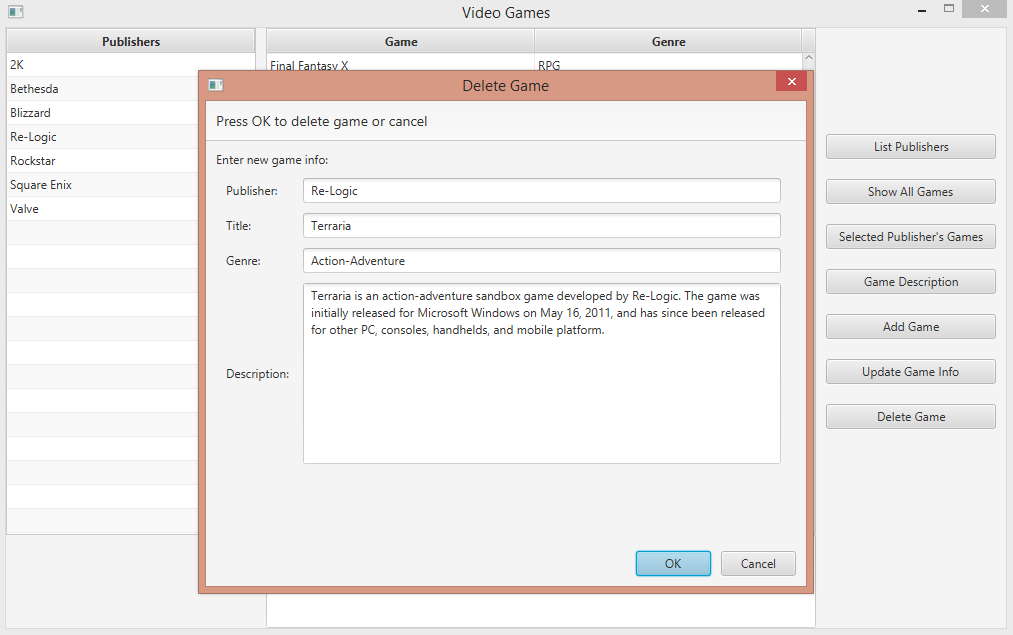 Video Games
Publishers
Game Genre
2K
Bethesda
Blizzard
Re-Logic
Rockstar
Square Enix
Valve
Final Fantasy X RPG
Delete Game
Press OK to delete game or cancel
Enter new game info:
Publisher: Re-Logic
Title: Terraria
Genre: Action-Adventure
Description:
Terraria is an action-adventure sandbox game developed by Re-Logic. The game was
initially released for Microsoft Windows on May 16, 2011, and has since been released
for other PC, consoles, handhelds, and mobile platform.
OK Cancel
List Publishers
Show All Games
Selected Publisher's Games
Game Description
Add Game
Update Game Info
Delete Game